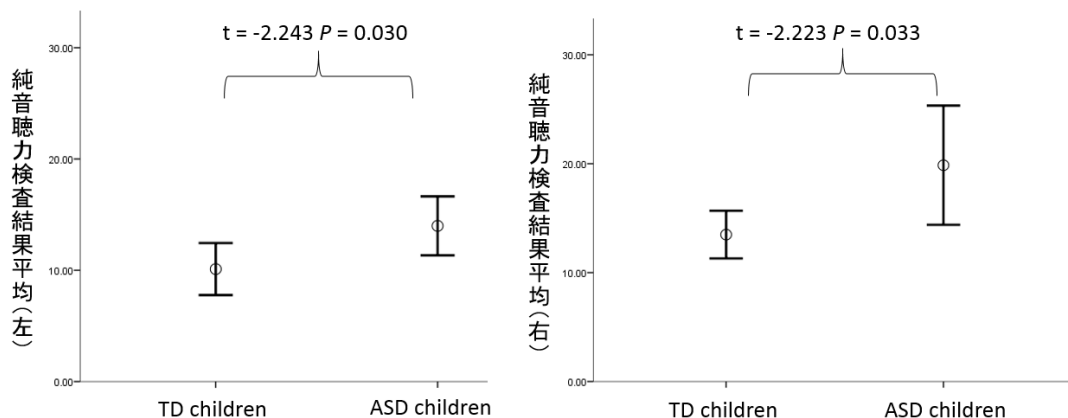 t = -2.243 P = 0.030
30.00
20.00
10.00
0.00
純音聴力検査結果平均(左)
TD children
ASD children
t = -2.223 P = 0.033
30.00
20.00
10.00
0.00
純音聴力検査結果平均(右)
TD children
ASD children